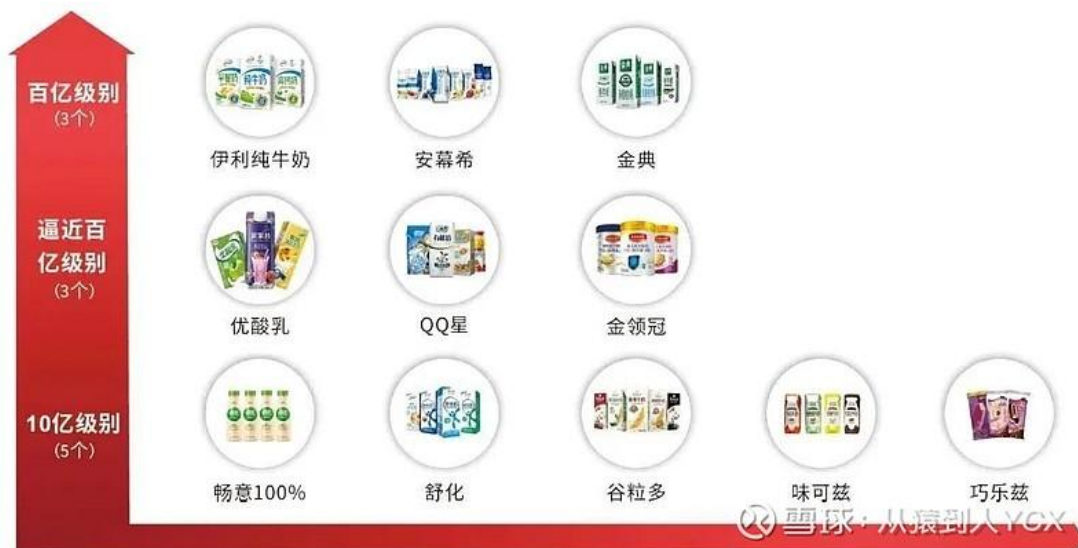 百亿级别
(3个)
伊利纯牛奶
安慕希
金典
逼近百
亿级别
(3个)
优酸乳
QQ星
金领冠
10亿级别
(5个)
畅意100%
舒化
谷粒多
味可兹
巧乐兹
雪球:从猿到人YCX